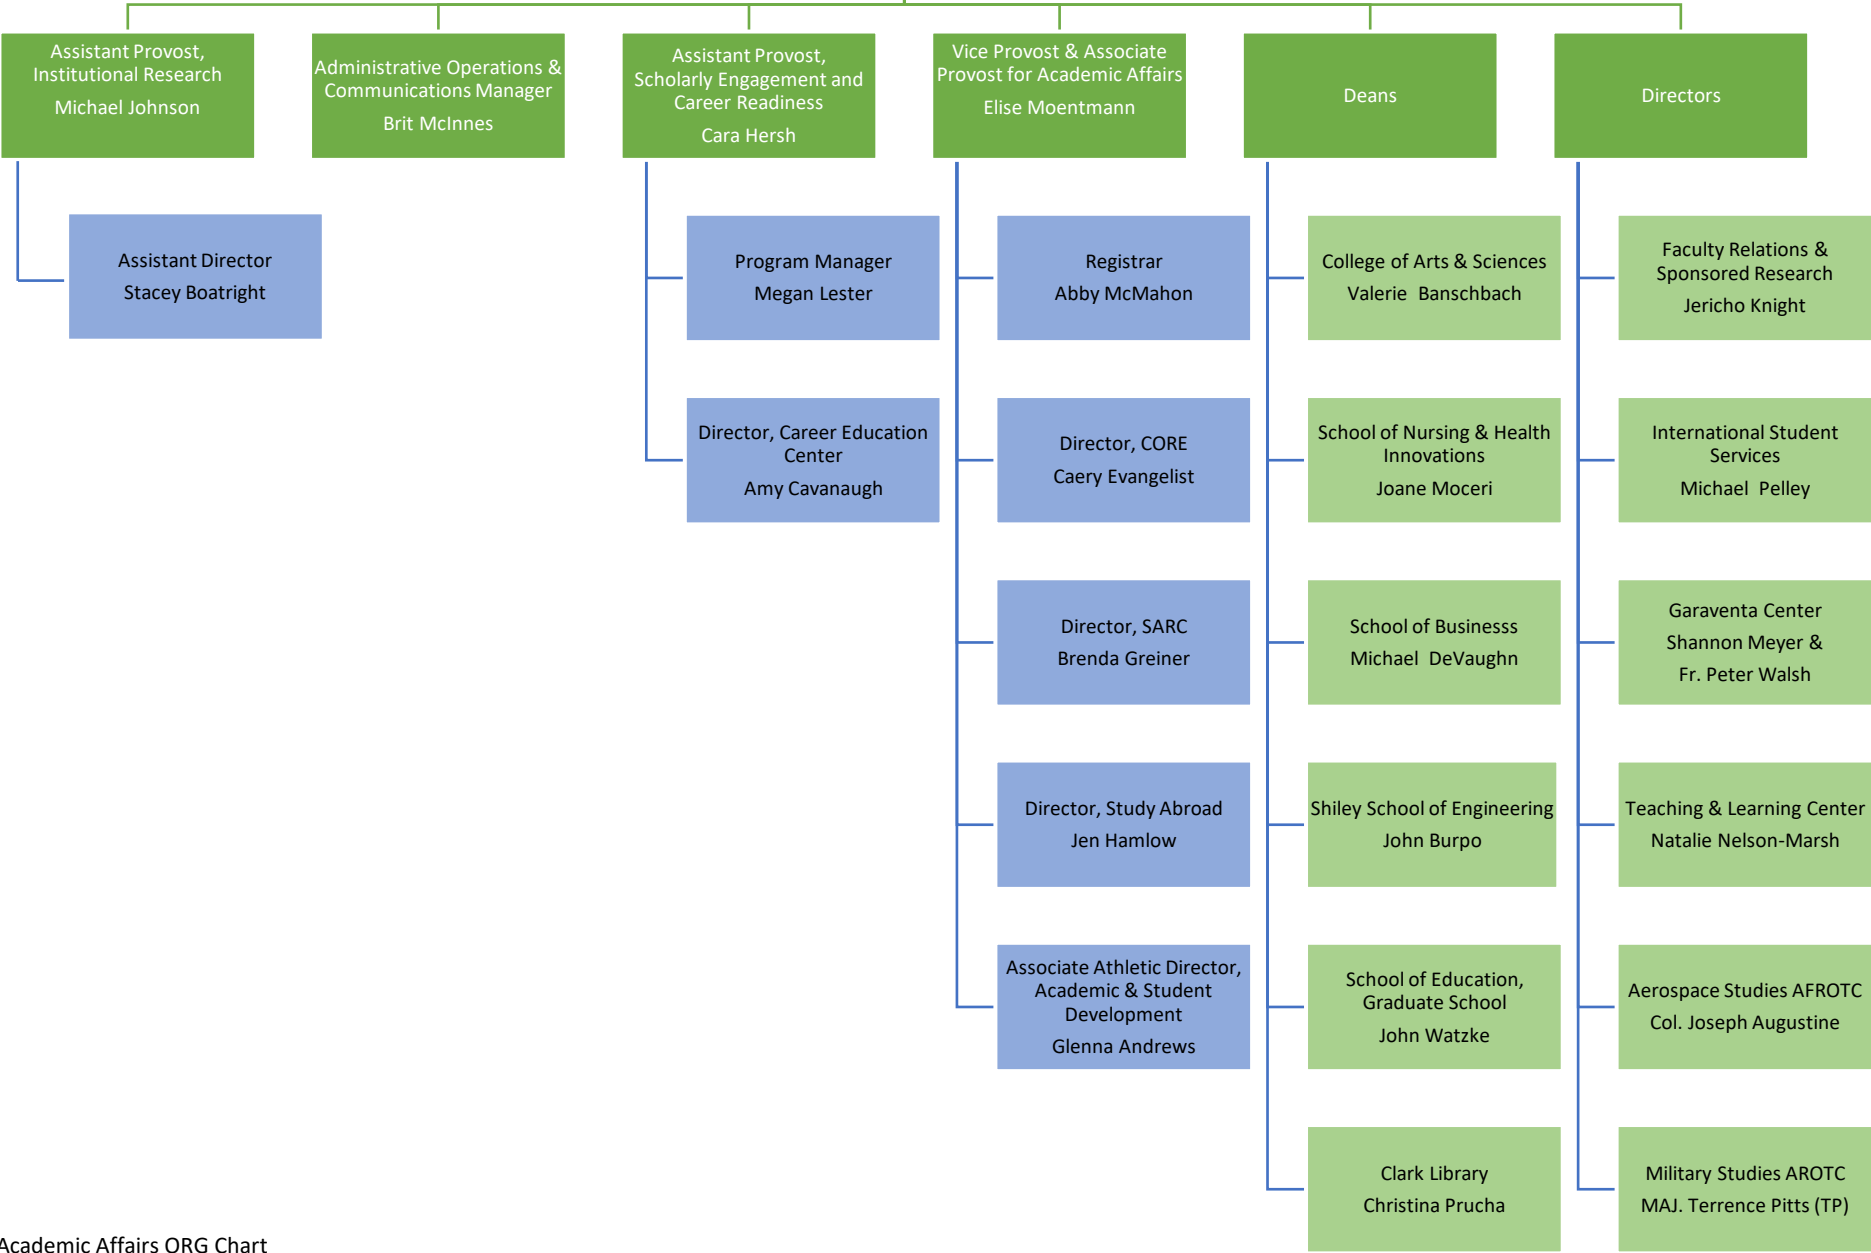 Assistant Provost,
Institutional Research
Michael Johnson
Administrative Operations &
Communications Manager
Brit McInnes
Assistant Provost,
Scholarly Engagement and
Career Readiness
Cara Hersh
Vice Provost & Associate
Provost for Academic Affairs
Elise Moentmann
Deans
Directors
Assistant Director
Stacey Boatright
Program Manager
Megan Lester
Director, Career Education
Center
Amy Cavanaugh
Registrar
Abby McMahon
Director, CORE
Caery Evangelist
Director, SARC
Brenda Greiner
Director, Study Abroad
Jen Hamlow
Associate Athletic Director,
Academic & Student
Development
Glenna Andrews
College of Arts & Sciences
Valerie  Banschbach
School of Nursing & Health
Innovations
Joane Moceri
School of Businesss
Michael  DeVaughn
Shiley School of Engineering
John Burpo
School of Education,
Graduate School
John Watzke
Clark Library
Christina Prucha
Faculty Relations &
Sponsored Research
Jericho Knight
International Student
Services
Michael  Pelley
Garaventa Center
Shannon Meyer &
Fr. Peter Walsh
Teaching & Learning Center
Natalie Nelson-Marsh
Aerospace Studies AFROTC
Col. Joseph Augustine
Military Studies AROTC
MAJ. Terrence Pitts (TP)
Academic Affairs ORG Chart